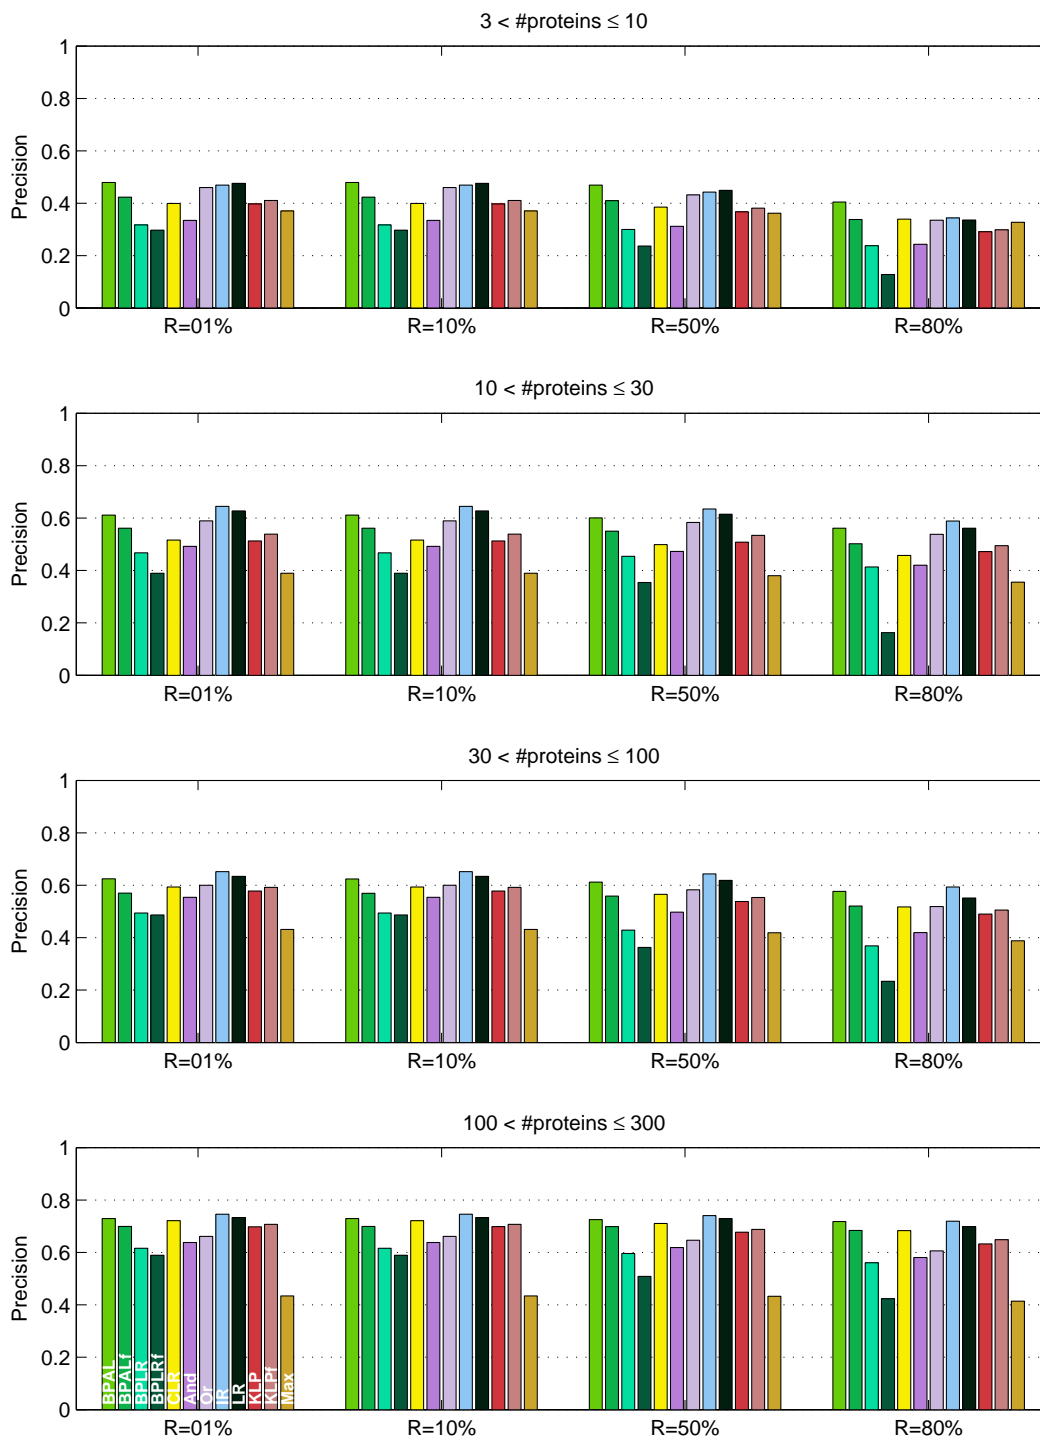 3 < #proteins ≤ 10
1
0.8
0.6
0.4
0.2
0
Precision
R=01% R=10% R=50% R=80%
10 < #proteins ≤ 30
1
0.8
0.6
0.4
0.2
0
Precision
R=01% R=10% R=50% R=80%
30 < #proteins ≤ 100
1
0.8
0.6
0.4
0.2
0
Precision
R=01% R=10% R=50% R=80%
100 < #proteins ≤ 300
1
0.8
0.6
0.4
0.2
0
Precision
BPAL
BPALf
BPLR
BPLRf
CLR
And
Or
IR
LR
KLP
KLPf
Max
R=01% R=10% R=50% R=80%